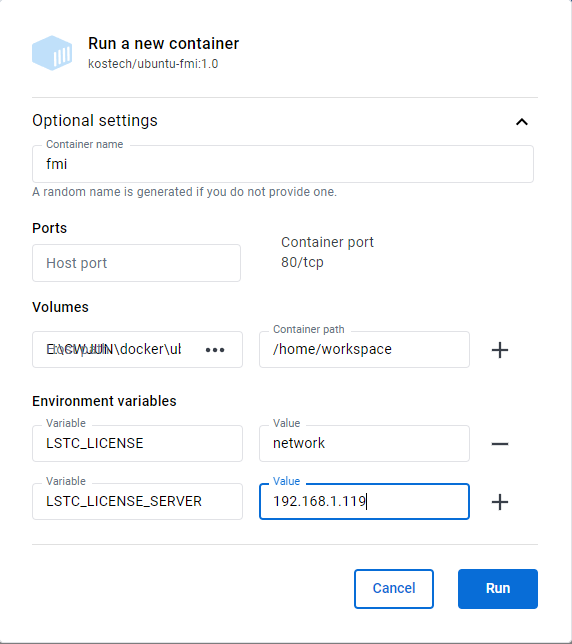 Run a new container
kostech/ubuntu-fmi:1.0
Optional settings
Container name
fmi
A random name is generated if you do not provide one.
Ports
Host port
Container port
80/tcp
Volumes
Container path
\docker\ul •••
/home/workspace
Environment variables
Variable
Value
LSTC_LICENSE
network
Variable
Value
LSTC_LICENSE_SERVER
192.168.1.119
Cancel
Run